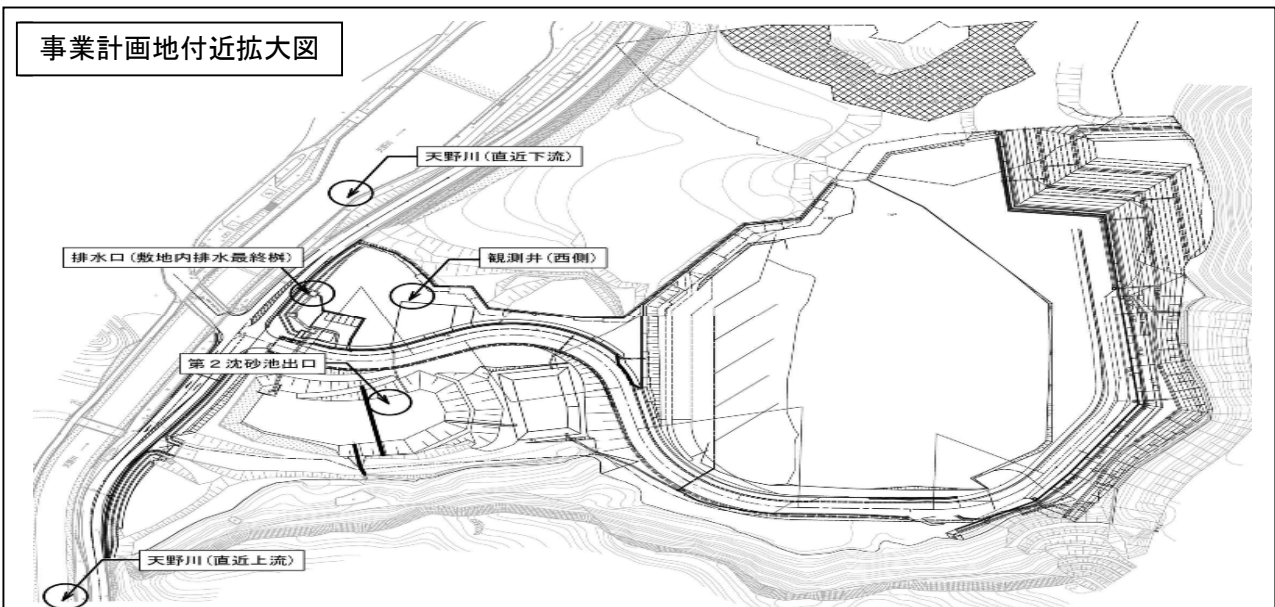 事業計画地付近拡大図
天野川(直近下流)
排水口(敷地内排水最終桝)
観測井(西側)
第2沈砂池出口
天野川(直近上流)